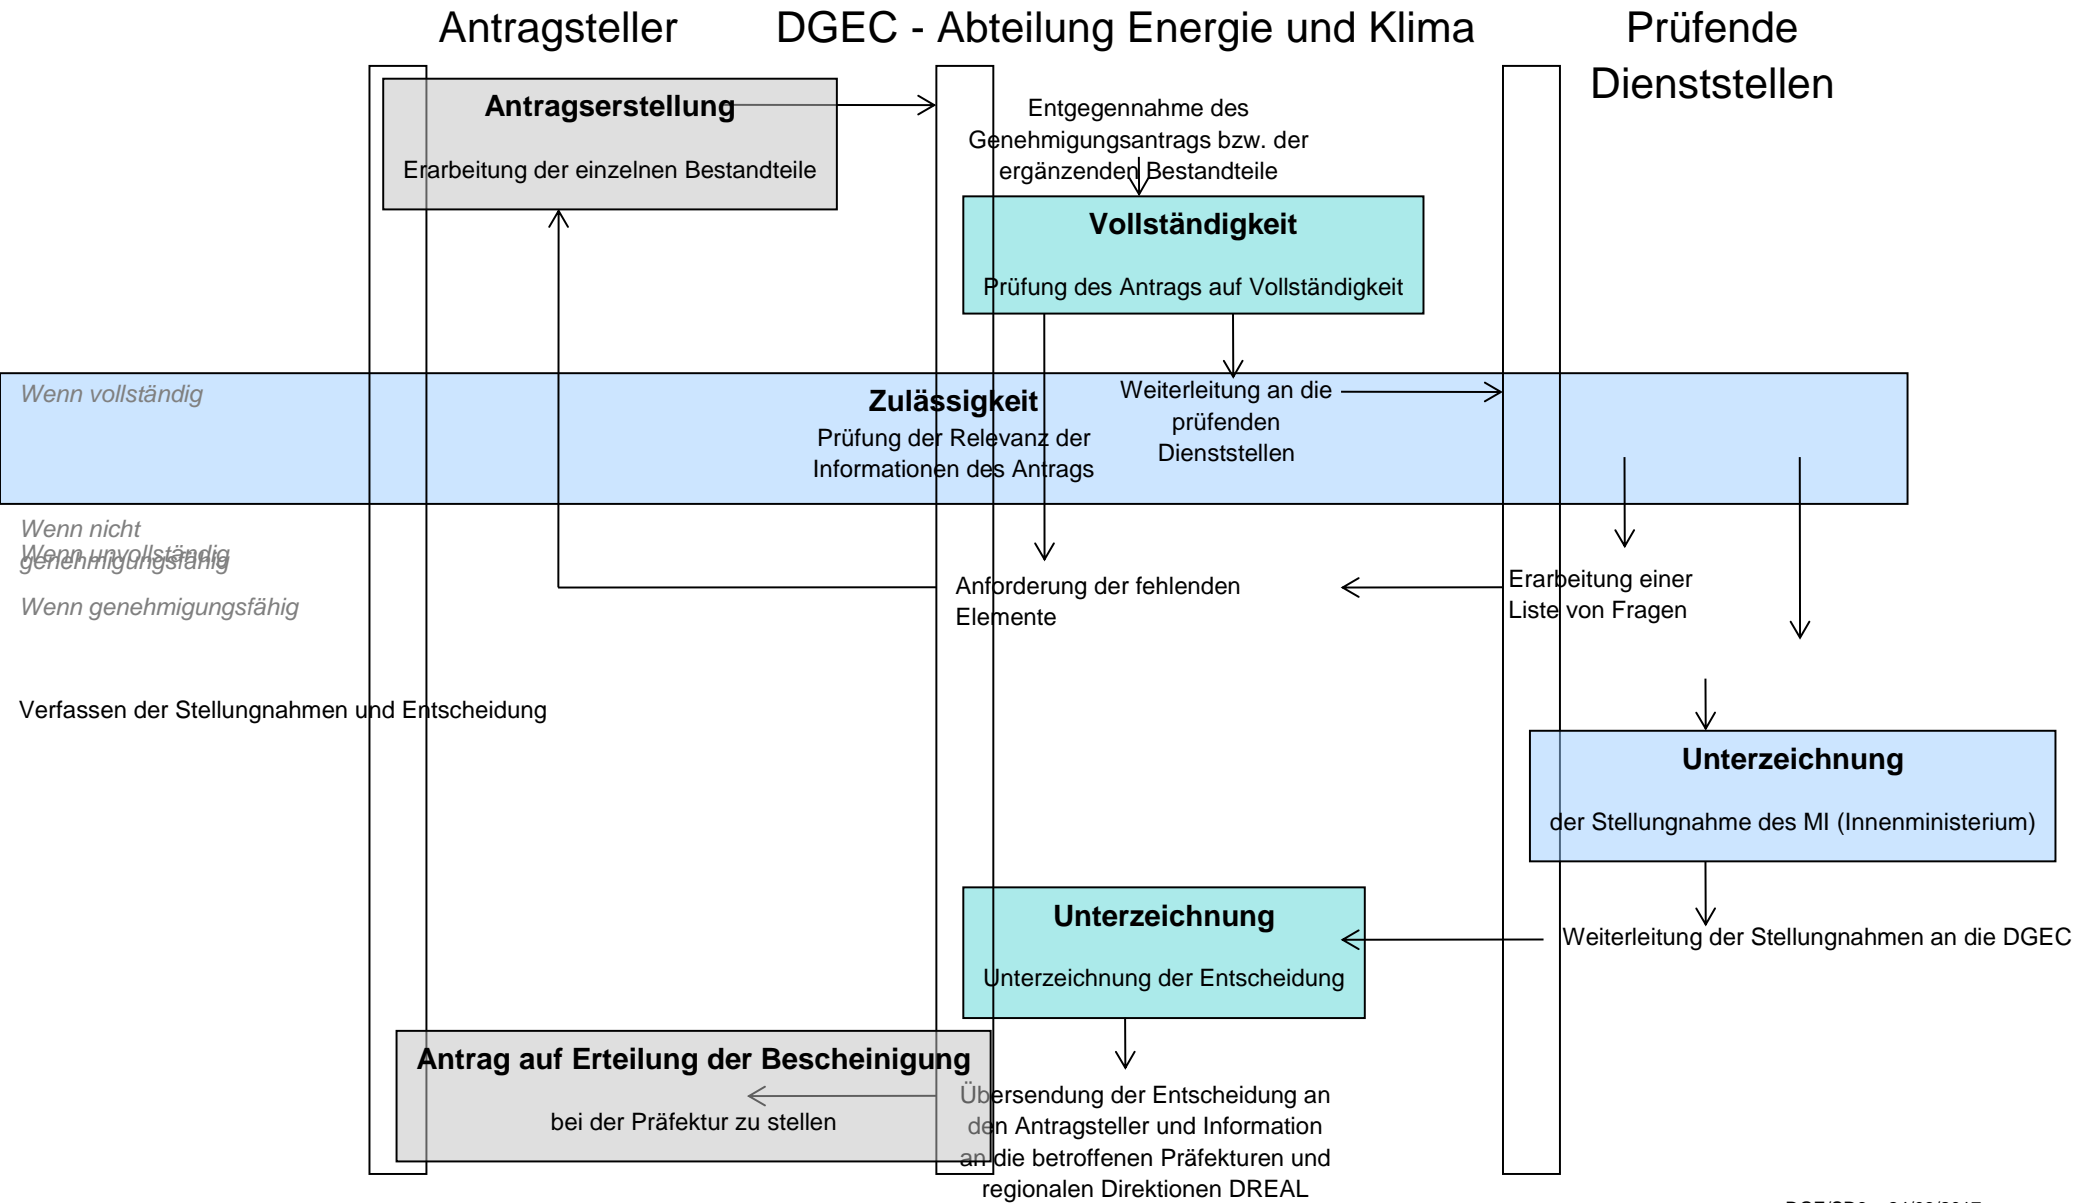 Antragsteller
DGEC - Abteilung Energie und Klima
Prüfende
Dienststellen
Antragserstellung
Erarbeitung der einzelnen Bestandteile
Entgegennahme des
Genehmigungsantrags bzw. der
ergänzenden Bestandteile
Vollständigkeit
Prüfung des Antrags auf Vollständigkeit
Wenn vollständig
Zulässigkeit
Prüfung der Relevanz der
Informationen des Antrags
Weiterleitung an die
prüfenden
Dienststellen
Wenn nicht
genehmigungsfähig
Wenn unvollständig
Wenn genehmigungsfähig
Anforderung der fehlenden
Elemente
Erarbeitung einer
Liste von Fragen
Verfassen der Stellungnahmen und Entscheidung
Unterzeichnung
der Stellungnahme des MI (Innenministerium)
Weiterleitung der Stellungnahmen an die DGEC
Unterzeichnung
Unterzeichnung der Entscheidung
Antrag auf Erteilung der Bescheinigung
bei der Präfektur zu stellen
Übersendung der Entscheidung an
den Antragsteller und Information
an die betroffenen Präfekturen und
regionalen Direktionen DREAL